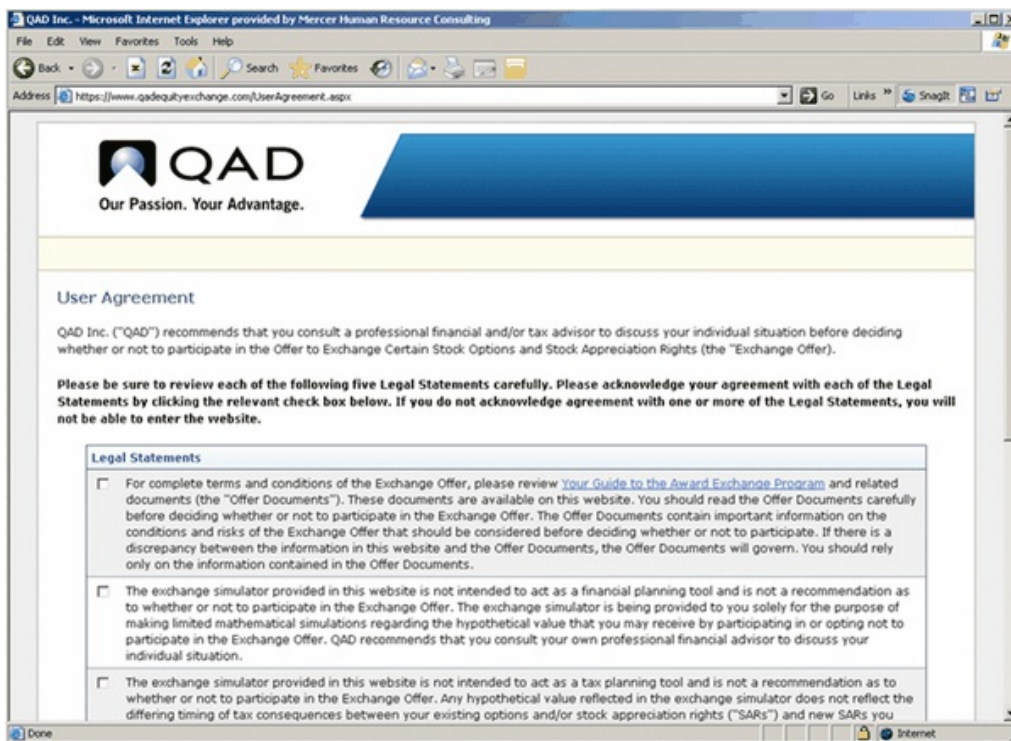 QAD Inc. - Microsoft Internet Explorer provided by Mercer Human Resource Consulting
File Edit View Favorites Tools Help
Back Search Favorites
Address https://www.qadequityexchange.com/UserAgreement.aspx Go Links » SnagIt
QAD
Our Passion. Your Advantage.
User Agreement
QAD Inc. ("QAD") recommends that you consult a professional financial and/or tax advisor to discuss your individual situation before deciding
whether or not to participate in the Offer to Exchange Certain Stock Options and Stock Appreciation Rights (the "Exchange Offer).
Please be sure to review each of the following five Legal Statements carefully. Please acknowledge your agreement with each of the Legal
Statements by clicking the relevant check box below. If you do not acknowledge agreement with one or more of the Legal Statements, you will
not be able to enter the website.
Legal Statements
For complete terms and conditions of the Exchange Offer, please review Your Guide to the Award Exchange Program and related
documents (the "Offer Documents"). These documents are available on this website. You should read the Offer Documents carefully
before deciding whether or not to participate in the Exchange Offer. The Offer Documents contain important information on the
conditions and risks of the Exchange Offer that should be considered before deciding whether or not to participate. If there is a
discrepancy between the information in this website and the Offer Documents, the Offer Documents will govern. You should rely
only on the information contained in the Offer Documents.
The exchange simulator provided in this website is not intended to act as a financial planning tool and is not a recommendation as
to whether or not to participate in the Exchange Offer. The exchange simulator is being provided to you solely for the purpose of
making limited mathematical simulations regarding the hypothetical value that you may receive by participating in or opting not to
participate in the Exchange Offer. QAD recommends that you consult your own professional financial advisor to discuss your
individual situation.
The exchange simulator provided in this website is not intended to act as a tax planning tool and is not a recommendation as to
whether or not to participate in the Exchange Offer. Any hypothetical value reflected in the exchange simulator does not reflect the
differing timing of tax consequences between your existing options and/or stock appreciation rights ("SARs") and new SARs you
Done Internet